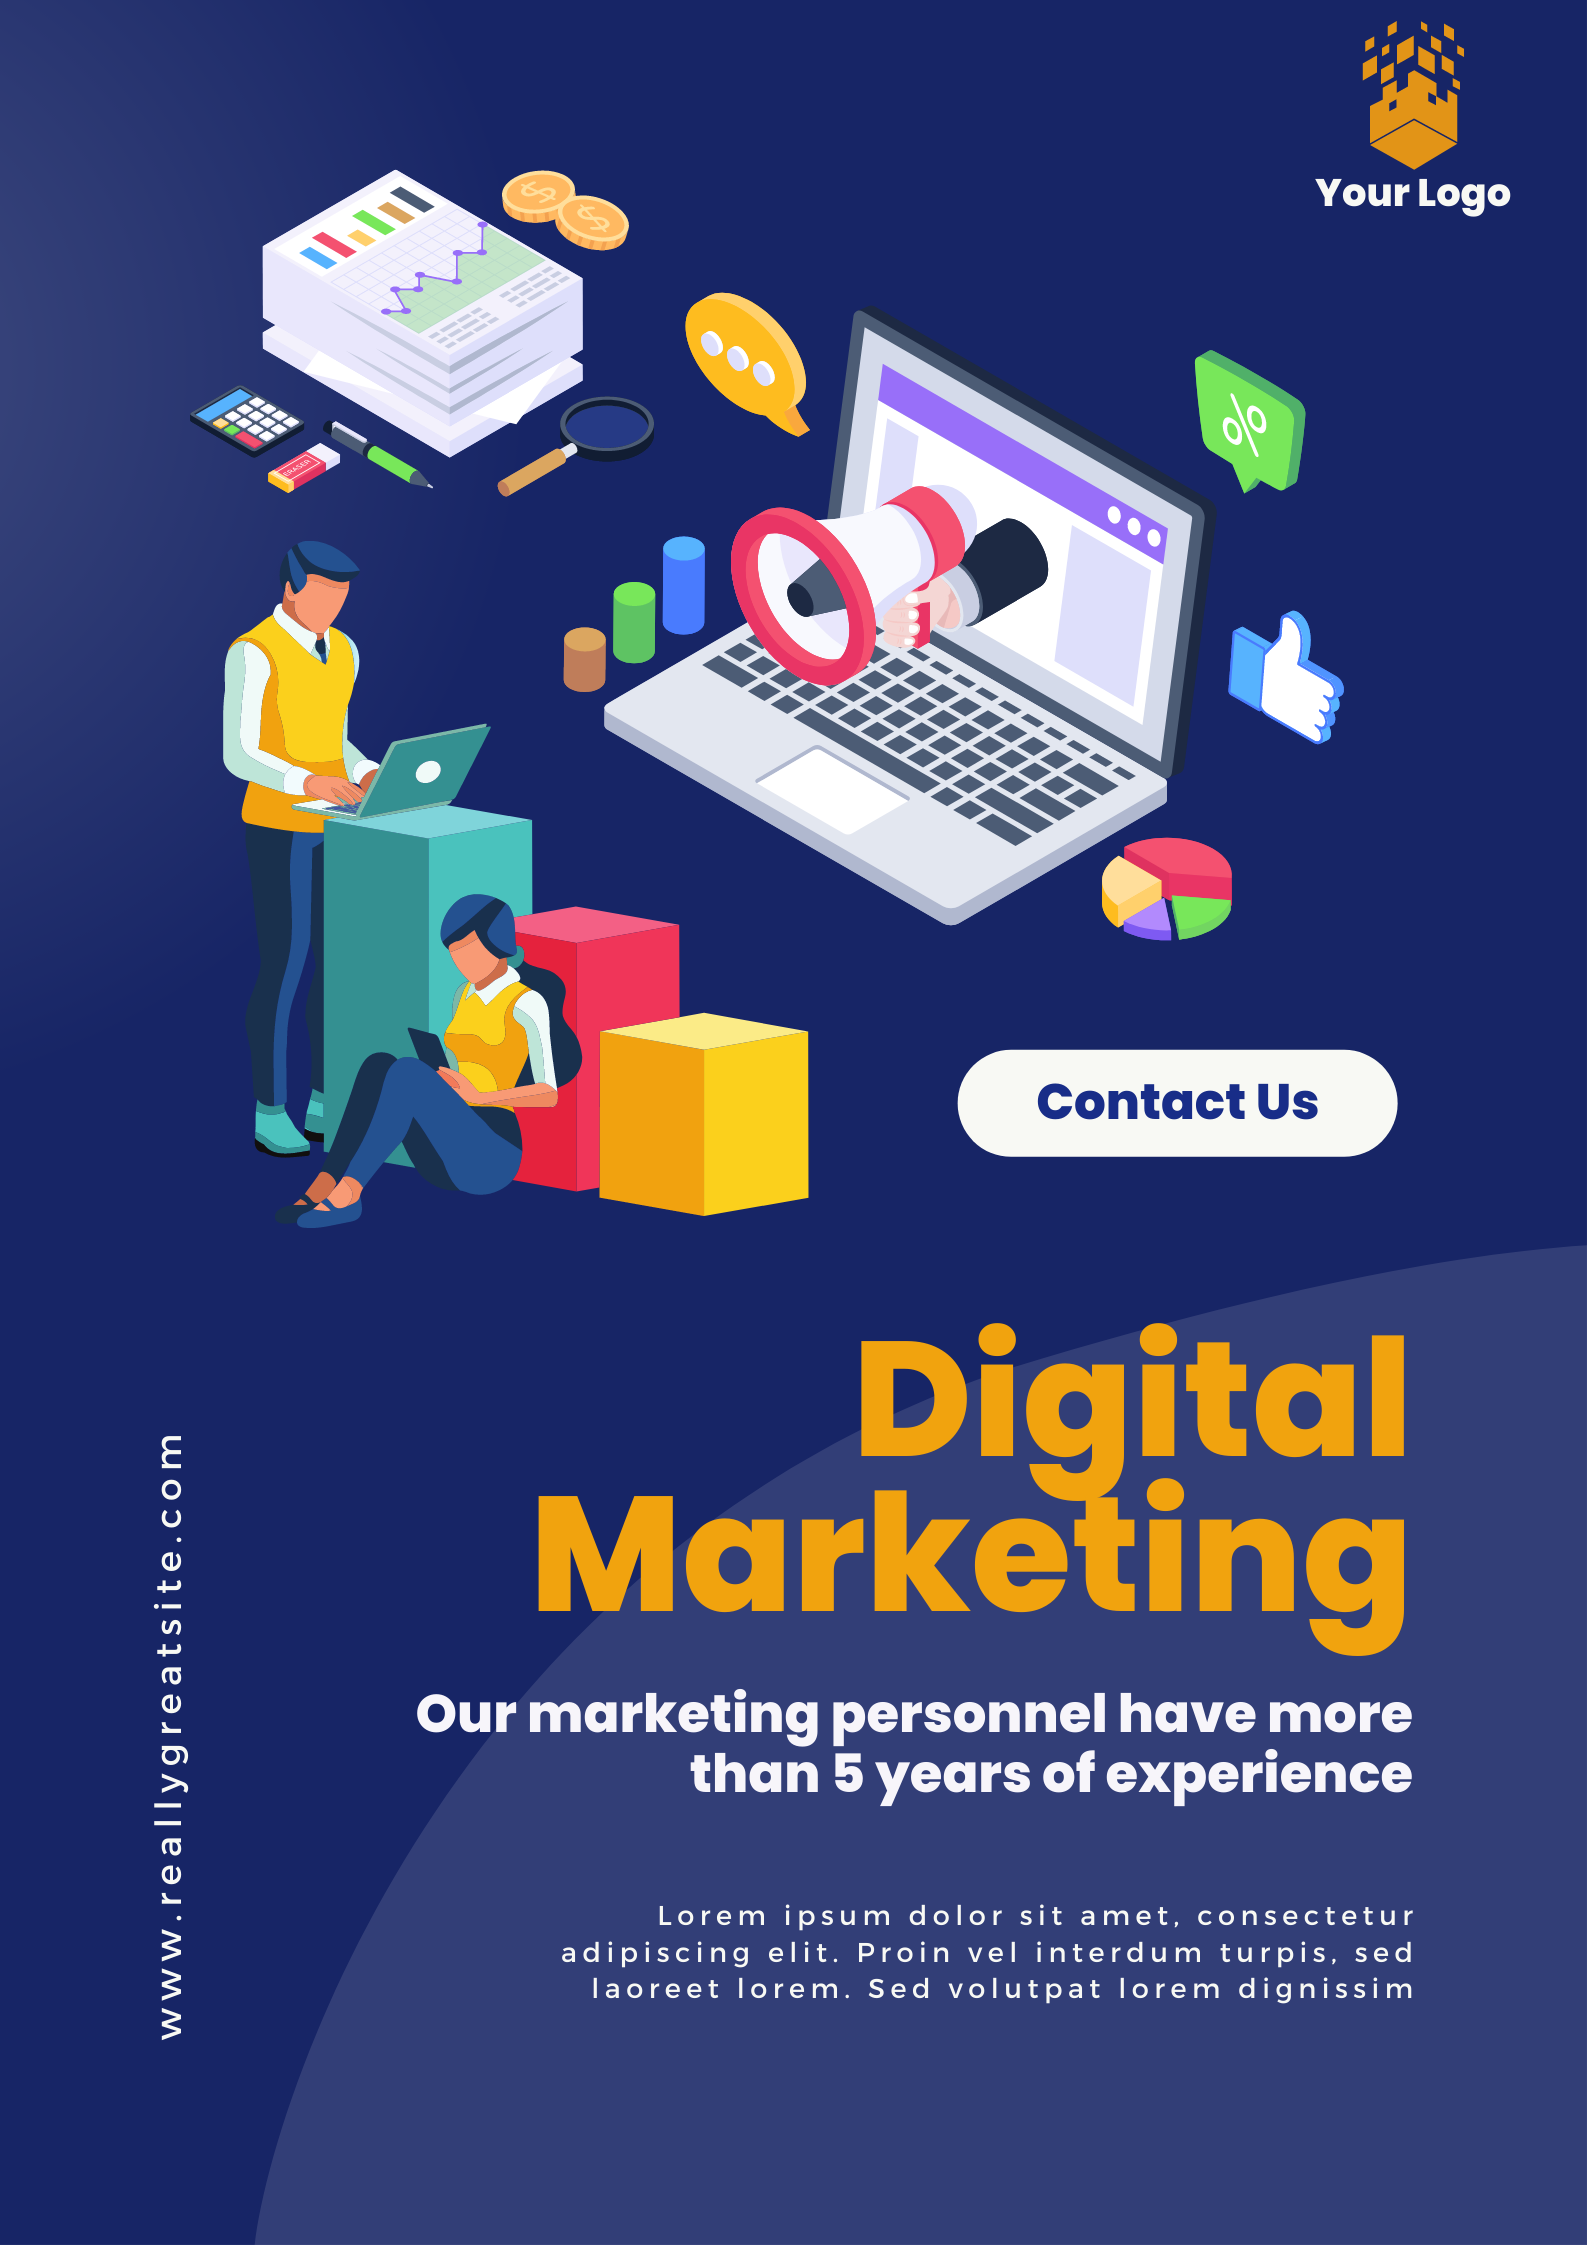 Your Logo
$
$
ERASER
%
Contact Us
Digital
Marketing
Our marketing personnel have more
than 5 years of experience
www.reallygreatsite.com
Lorem ipsum dolor sit amet, consectetur
adipiscing elit. Proin vel interdum turpis, sed
laoreet lorem. Sed volutpat lorem dignissim